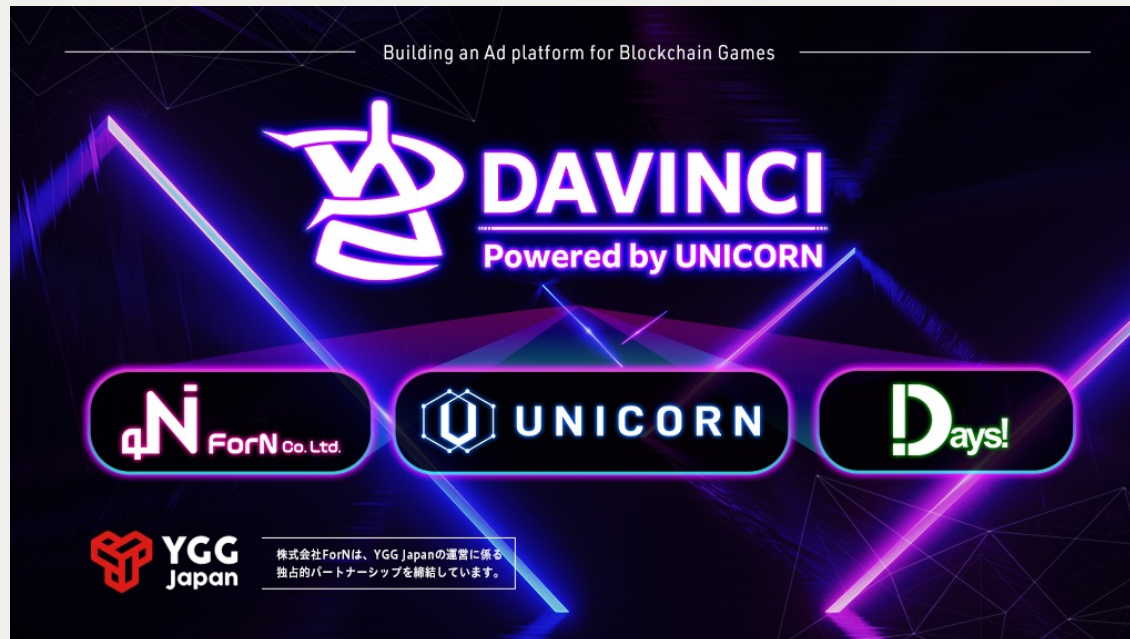 Building an Ad platform for Blockchain Games
DAVINCI
Powered by UNICORN
ForN Co. Ltd.
UNICORN
Days!
YGG
Japan
株式会社ForNは、YGG Japanの運営に係る
独占的パートナーシップを締結しています。